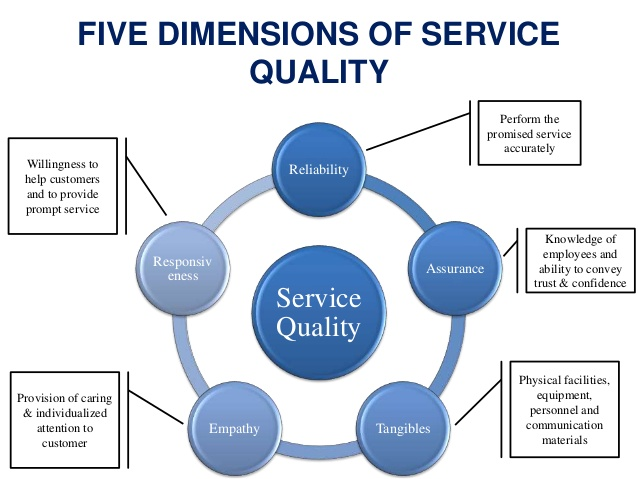 FIVE DIMENSIONS OF SERVICE
QUALITY
Perform the
promised service
accurately
Reliability
Willingness to
help customers
and to provide
prompt service
Responsiv
eness
Assurance
Knowledge of
employees and
ability to convey
trust & confidence
Service
Quality
Provision of caring
& individualized
attention to
customer
Empathy
Tangibles
Physical facilities,
equipment,
personnel and
communication
materials